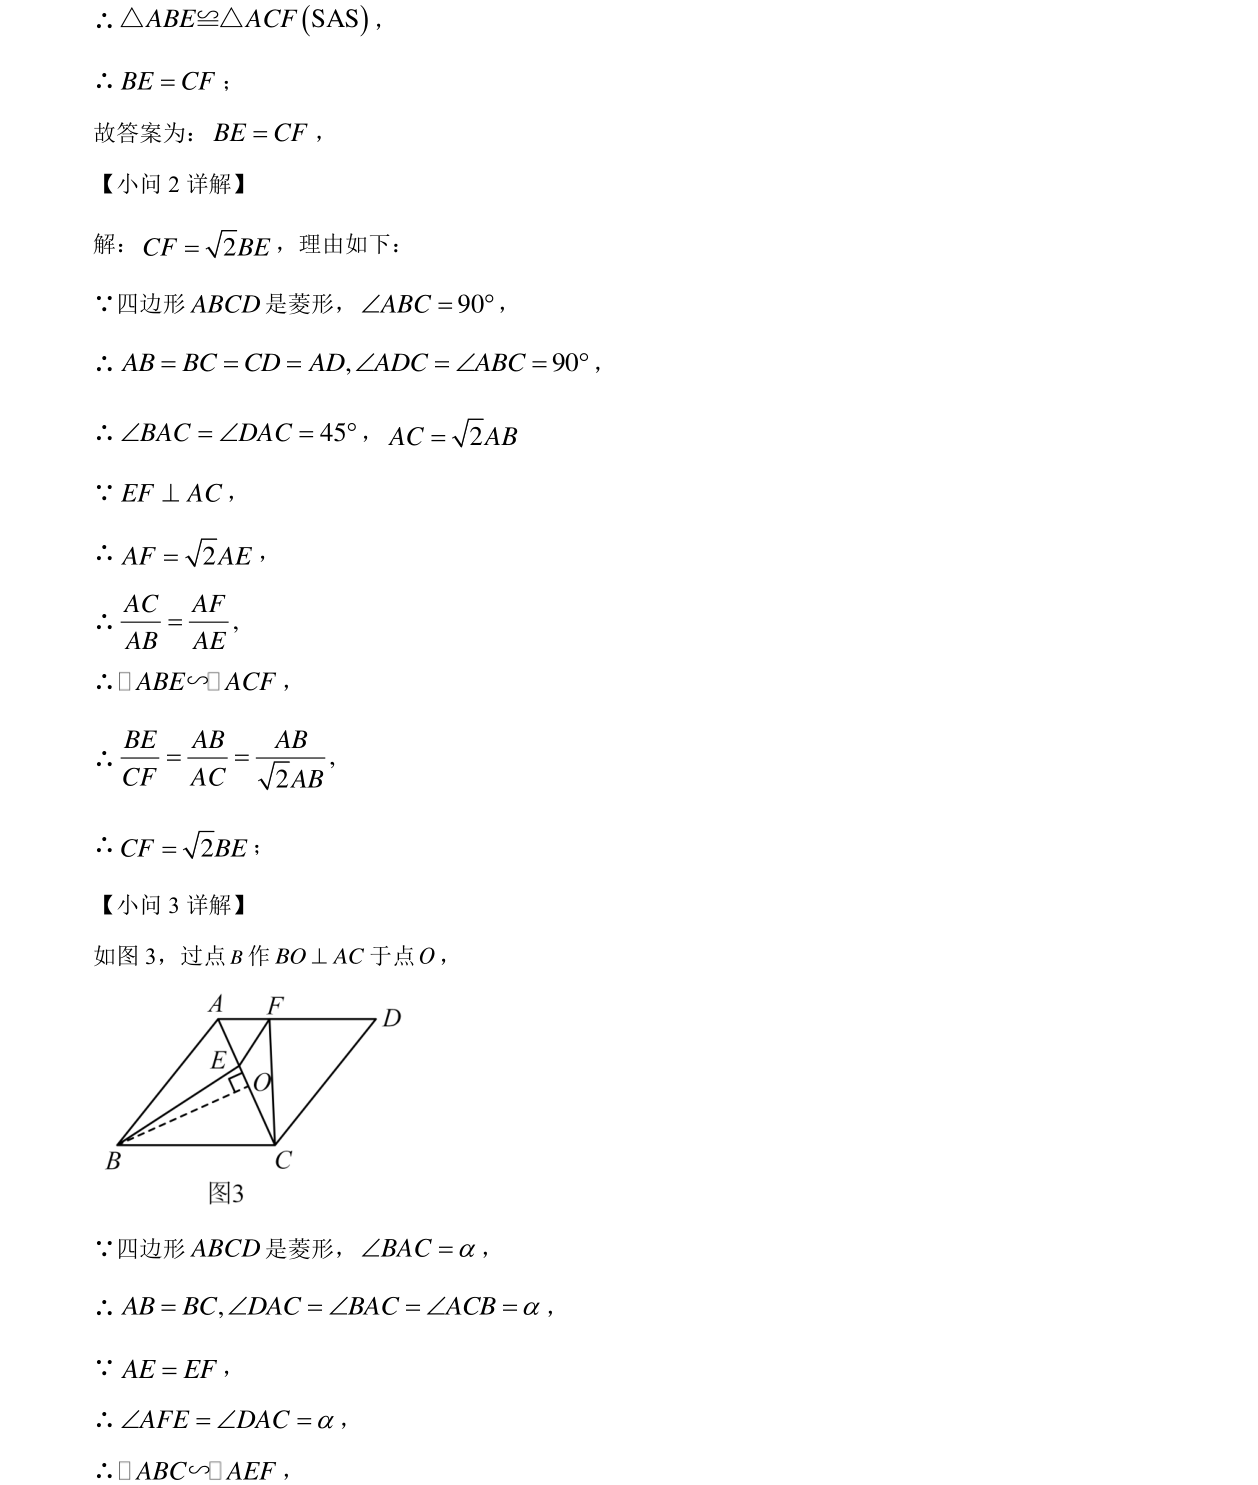 ∴△ABE≌△ACF(SAS)，
∴BE=CF；
故答案为：BE=CF，
【小问 2 详解】
解：CF=√2BE，理由如下：
∵四边形 ABCD 是菱形，∠ABC=90°，
∴AB=BC=CD=AD,∠ADC=∠ABC=90°，
∴∠BAC=∠DAC=45°，AC=√2AB
∵EF⊥AC，
∴AF=√2AE，
∴AC/AB=AF/AE,
∴□ABE∽□ACF，
∴BE/CF=AB/AC=AB/√2AB,
∴CF=√2BE；
【小问 3 详解】
如图 3，过点 B 作 BO⊥AC 于点 O，
A F
D
E
O
B C
图3
∵四边形 ABCD 是菱形，∠BAC=α，
∴AB=BC,∠DAC=∠BAC=∠ACB=α，
∵AE=EF，
∴∠AFE=∠DAC=α，
∴□ABC∽□AEF，